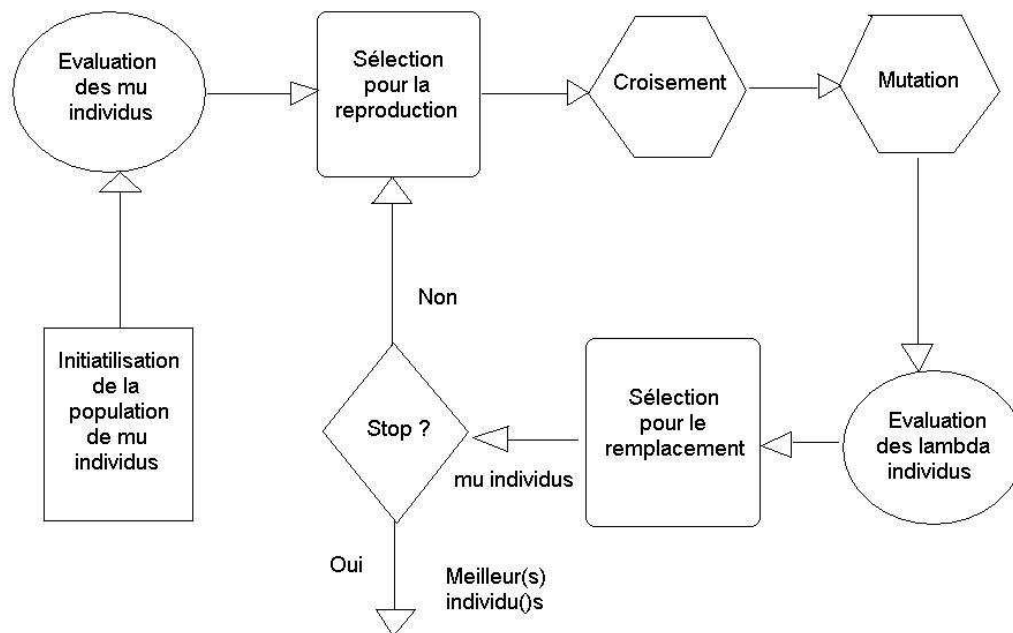 Evaluation
des mu
individus
Sélection
pour la
reproduction
Croisement
Mutation
Non
Initiatilisation
de la
population
de mu
individus
Stop ?
mu individus
Sélection
pour le
remplacement
Evaluation
des lambda
individus
Oui
Meilleur(s)
individu()s